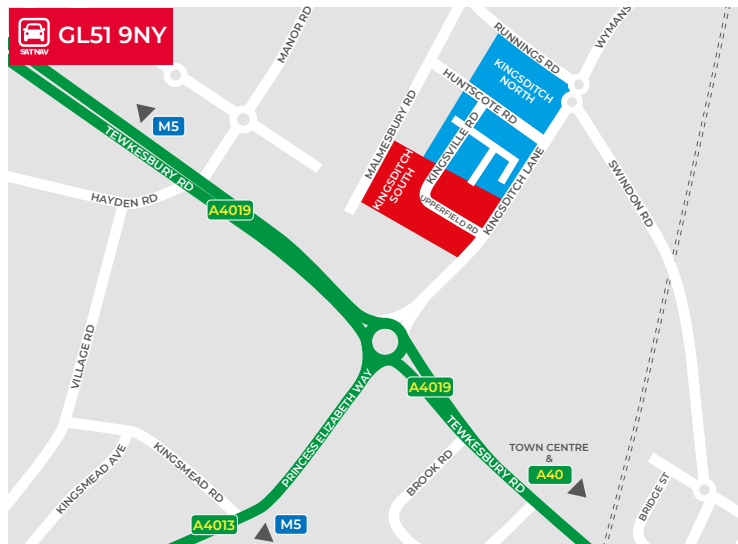 SAT NAV
GL51 9NY
MANOR RD
RUNNINGS RD
WYMANS
KINGSDITCH
NORTH
HUNTSCOTE RD
MALMESBURY RD
M5
TEWKESBURY RD
KINGSVILLE RD
KINGSDITCH
SOUTH
UPPERFIELD RD
KINGSDITCH LANE
SWINDON RD
HAYDEN RD
A4019
VILLAGE RD
PRINCESS ELIZABETH WAY
A4019
TEWKESBURY RD
TOWN CENTRE
&
A40
KINGSMEAD AVE
KINGSMEAD RD
BROOK RD
BRIDGE ST
A4013
M5